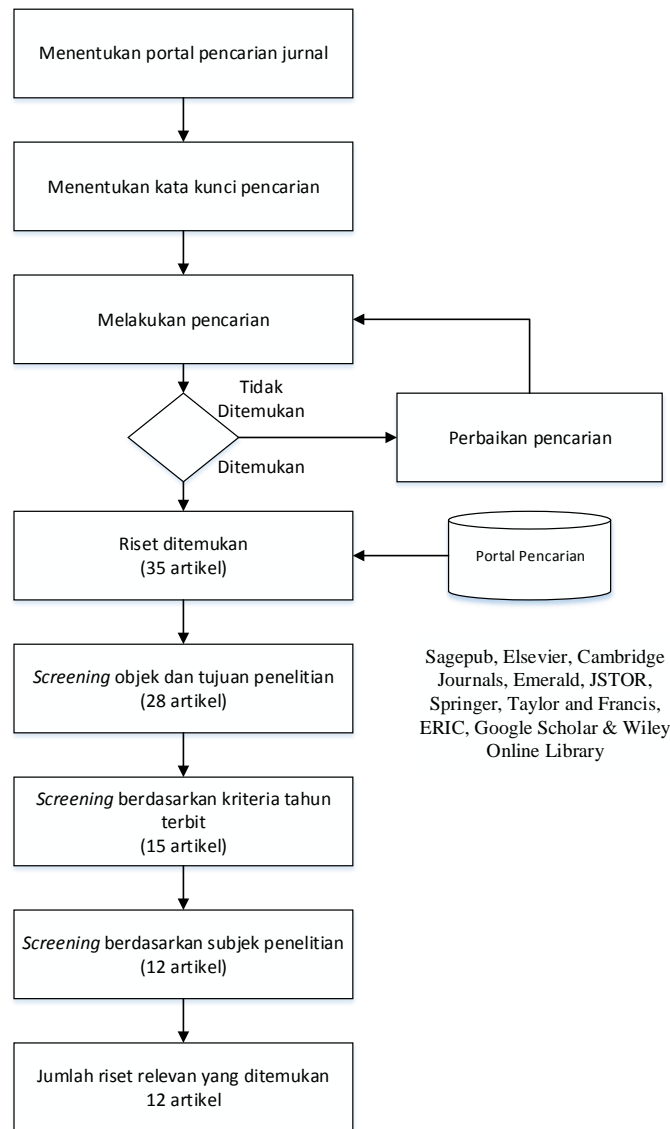 Menentukan portal pencarian jurnal
Menentukan kata kunci pencarian
Melakukan pencarian
Tidak
Ditemukan
Ditemukan
Perbaikan pencarian
Riset ditemukan
(35 artikel)
Portal Pencarian
Screening objek dan tujuan penelitian
(28 artikel)
Sagepub, Elsevier, Cambridge
Journals, Emerald, JSTOR,
Springer, Taylor and Francis,
ERIC, Google Scholar & Wiley
Online Library
Screening berdasarkan kriteria tahun
terbit
(15 artikel)
Screening berdasarkan subjek penelitian
(12 artikel)
Jumlah riset relevan yang ditemukan
12 artikel